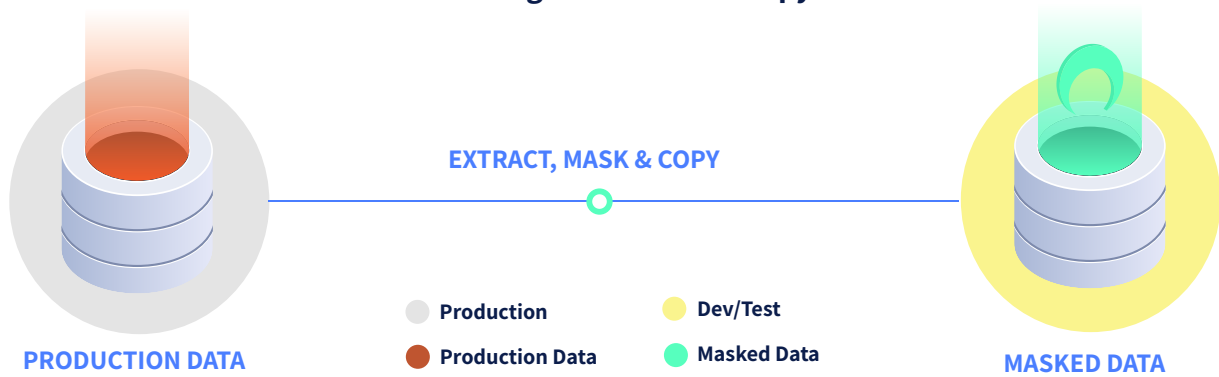 EXTRACT, MASK & COPY
Production
Dev/Test
Production Data
Masked Data
PRODUCTION DATA
MASKED DATA